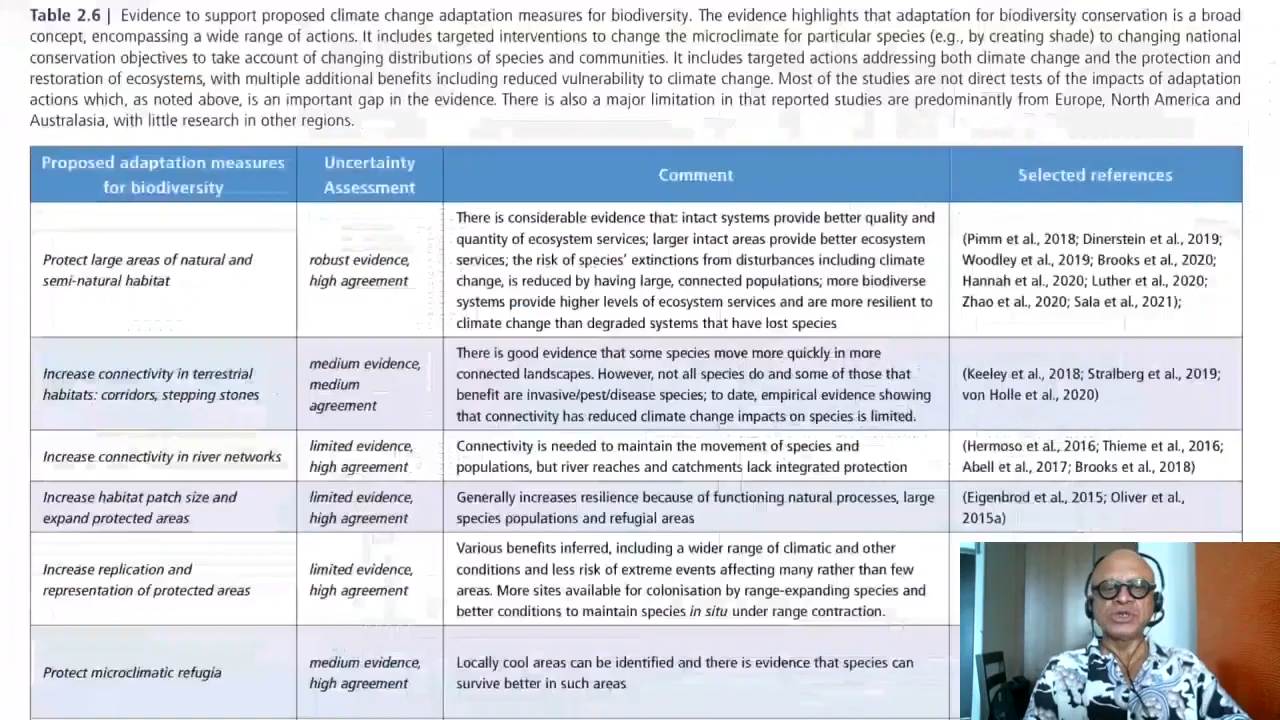 Table 2.6 | Evidence to support proposed climate change adaptation measures for biodiversity. The evidence highlights that adaptation for biodiversity conservation is a broad
concept, encompassing a wide range of actions. It includes targeted interventions to change the microclimate for particular species (e.g., by creating shade) to changing national
conservation objectives to take account of changing distributions of species and communities. It includes targeted actions addressing both climate change and the protection and
restoration of ecosystems, with multiple additional benefits including reduced vulnerability to climate change. Most of the studies are not direct tests of the impacts of adaptation
actions which, as noted above, is an important gap in the evidence. There is also a major limitation in that reported studies are predominantly from Europe, North America and
Australasia, with little research in other regions.
Proposed adaptation measures
for biodiversity
Uncertainty
Assessment
Comment
Selected references
Protect large areas of natural and
semi-natural habitat
robust evidence,
high agreement
There is considerable evidence that: intact systems provide better quality and
quantity of ecosystem services; larger intact areas provide better ecosystem
services; the risk of species' extinctions from disturbances including climate
change, is reduced by having large, connected populations; more biodiverse
systems provide higher levels of ecosystem services and are more resilient to
climate change than degraded systems that have lost species
(Pimm et al., 2018; Dinerstein et al., 2019;
Woodley et al., 2019; Brooks et al., 2020;
Hannah et al., 2020; Luther et al., 2020;
Zhao et al., 2020; Sala et al., 2021);
Increase connectivity in terrestrial
habitats: corridors, stepping stones
medium evidence,
medium
agreement
There is good evidence that some species move more quickly in more
connected landscapes. However, not all species do and some of those that
benefit are invasive/pest/disease species; to date, empirical evidence showing
that connectivity has reduced climate change impacts on species is limited.
(Keeley et al., 2018; Stralberg et al., 2019;
von Holle et al., 2020)
Increase connectivity in river networks
limited evidence,
high agreement
Connectivity is needed to maintain the movement of species and
populations, but river reaches and catchments lack integrated protection
(Hermoso et al., 2016; Thieme et al., 2016;
Abell et al., 2017; Brooks et al., 2018)
Increase habitat patch size and
expand protected areas
limited evidence,
high agreement
Generally increases resilience because of functioning natural processes, large
species populations and refugial areas
(Eigenbrod et al., 2015; Oliver et al.,
2015a)
Increase replication and
representation of protected areas
limited evidence,
high agreement
Various benefits inferred, including a wider range of climatic and other
conditions and less risk of extreme events affecting many rather than few
areas. More sites available for colonisation by range-expanding species and
better conditions to maintain species in situ under range contraction.
Protect microclimatic refugia
medium evidence,
high agreement
Locally cool areas can be identified and there is evidence that species can
survive better in such areas